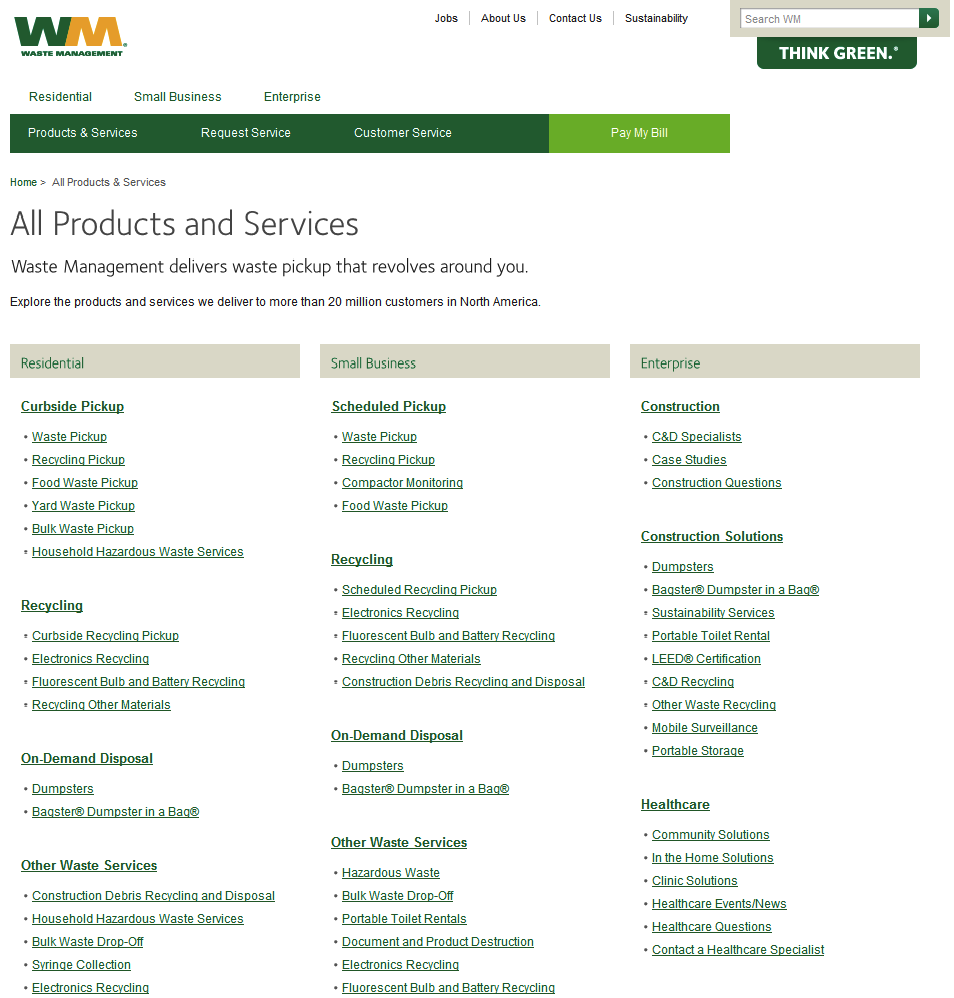 Jobs
About Us
Contact Us
Sustainability
Search WM
WM
WASTE MANAGEMENT
THINK GREEN.®
Residential
Small Business
Enterprise
Products & Services
Request Service
Customer Service
Pay My Bill
Home > All Products & Services
All Products and Services
Waste Management delivers waste pickup that revolves around you.
Explore the products and services we deliver to more than 20 million customers in North America.
Residential
Curbside Pickup
• Waste Pickup
• Recycling Pickup
• Food Waste Pickup
• Yard Waste Pickup
• Bulk Waste Pickup
• Household Hazardous Waste Services
Recycling
• Curbside Recycling Pickup
• Electronics Recycling
• Fluorescent Bulb and Battery Recycling
• Recycling Other Materials
On-Demand Disposal
• Dumpsters
• Bagster® Dumpster in a Bag®
Other Waste Services
• Construction Debris Recycling and Disposal
• Household Hazardous Waste Services
• Bulk Waste Drop-Off
• Syringe Collection
• Electronics Recycling
Small Business
Scheduled Pickup
• Waste Pickup
• Recycling Pickup
• Compactor Monitoring
• Food Waste Pickup
Recycling
• Scheduled Recycling Pickup
• Electronics Recycling
• Fluorescent Bulb and Battery Recycling
• Recycling Other Materials
• Construction Debris Recycling and Disposal
On-Demand Disposal
• Dumpsters
• Bagster® Dumpster in a Bag®
Other Waste Services
• Hazardous Waste
• Bulk Waste Drop-Off
• Portable Toilet Rentals
• Document and Product Destruction
• Electronics Recycling
• Fluorescent Bulb and Battery Recycling
Enterprise
Construction
• C&D Specialists
• Case Studies
• Construction Questions
Construction Solutions
• Dumpsters
• Bagster® Dumpster in a Bag®
• Sustainability Services
• Portable Toilet Rental
• LEED® Certification
• C&D Recycling
• Other Waste Recycling
• Mobile Surveillance
• Portable Storage
Healthcare
• Community Solutions
• In the Home Solutions
• Clinic Solutions
• Healthcare Events/News
• Healthcare Questions
• Contact a Healthcare Specialist